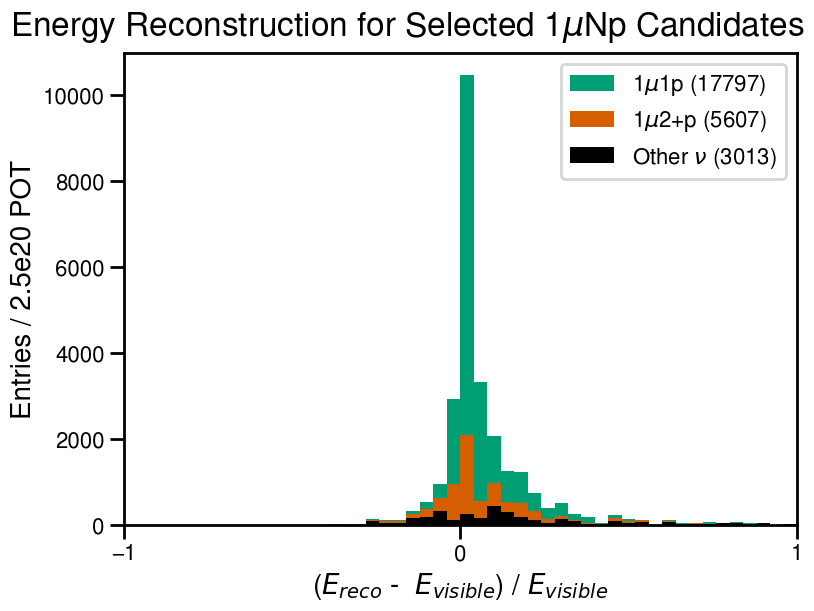 Energy Reconstruction for Selected 1μNp Candidates
Entries / 2.5e20 POT
10000
8000
6000
4000
2000
0
1μ1p (17797)
1μ2+p (5607)
Other ν (3013)
−1
0
1
(E_reco - E_visible) / E_visible